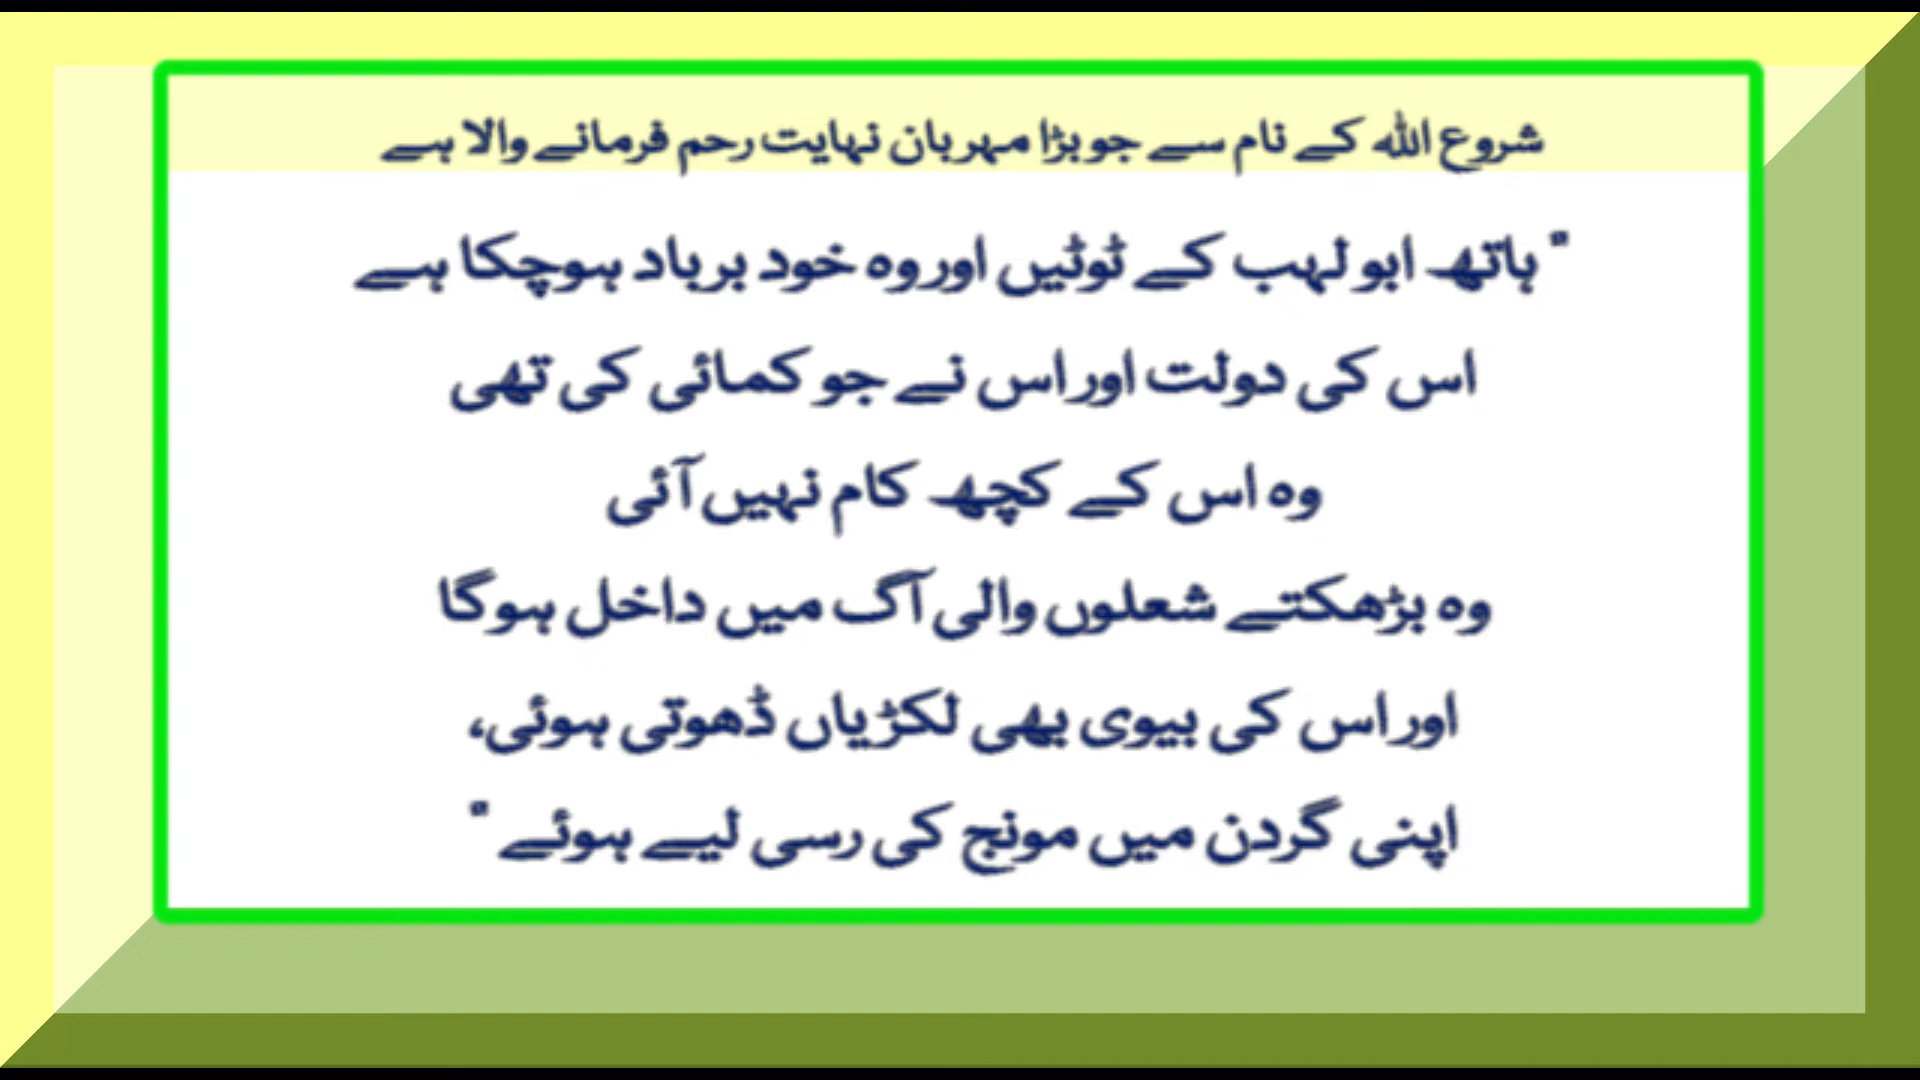 شروع اللہ کے نام سے جو بڑا مہربان نہایت رحم فرمانے والا ہے
" ہاتھ ابو لہب کے ٹوٹیں اور وہ خود برباد ہوچکا ہے
اس کی دولت اور اس نے جو کمائی کی تھی
وہ اس کے کچھ کام نہیں آئی
وہ بڑھکتے شعلوں والی آگ میں داخل ہوگا
اور اس کی بیوی بھی لکڑیاں ڈھوتی ہوئی،
اپنی گردن میں مونج کی رسی لیے ہوئے "